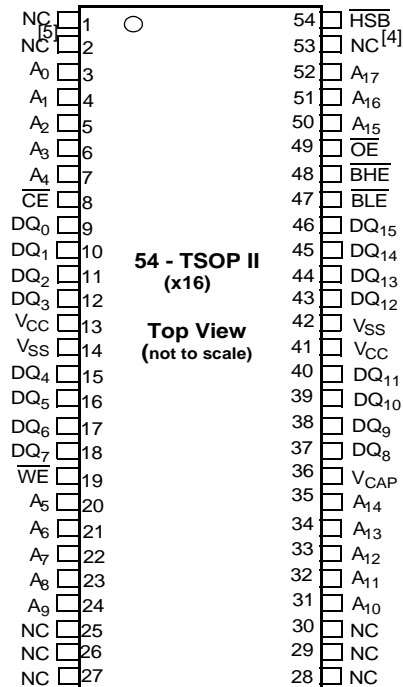 NC 1 54 HSB
[5]
NC 2 53 NC[4]
A0 3 52 A17
A1 4 51 A16
A2 5 50 A15
A3 6 49 OE
A4 7 48 BHE
CE 8 47 BLE
DQ0 9 46 DQ15
DQ1 10 45 DQ14
54 - TSOP II
DQ2 11 44 DQ13
(x16)
DQ3 12 43 DQ12
VCC 13 42 VSS
Top View
VSS 14 41 VCC
(not to scale)
DQ4 15 40 DQ11
DQ5 16 39 DQ10
DQ6 17 38 DQ9
DQ7 18 37 DQ8
WE 19 36 VCAP
A5 20 35 A14
A6 21 34 A13
A7 22 33 A12
A8 23 32 A11
A9 24 31 A10
NC 25 30 NC
NC 26 29 NC
NC 27 28 NC